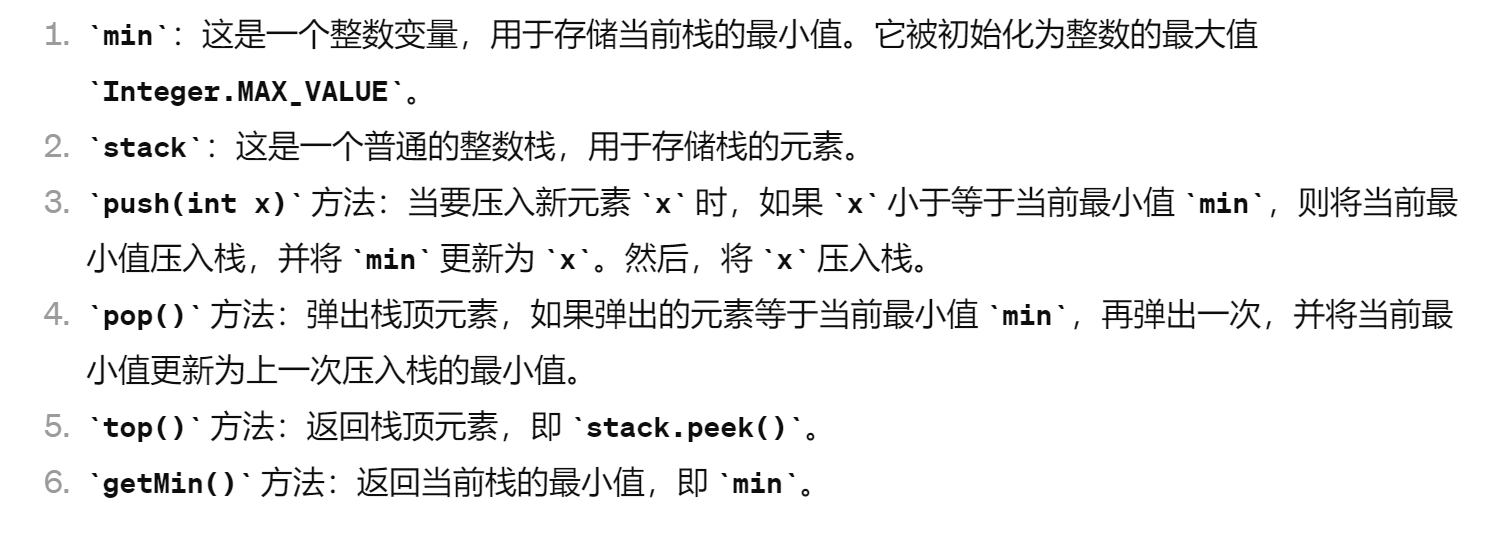 1. `min`：这是一个整数变量，用于存储当前栈的最小值。它被初始化为整数的最大值
`Integer.MAX_VALUE`。
2. `stack`：这是一个普通的整数栈，用于存储栈的元素。
3. `push(int x)` 方法：当要压入新元素 `x` 时，如果 `x` 小于等于当前最小值 `min`，则将当前最
小值压入栈，并将 `min` 更新为 `x`。然后，将 `x` 压入栈。
4. `pop()` 方法：弹出栈顶元素，如果弹出的元素等于当前最小值 `min`，再弹出一次，并将当前最
小值更新为上一次压入栈的最小值。
5. `top()` 方法：返回栈顶元素，即 `stack.peek()`。
6. `getMin()` 方法：返回当前栈的最小值，即 `min`。